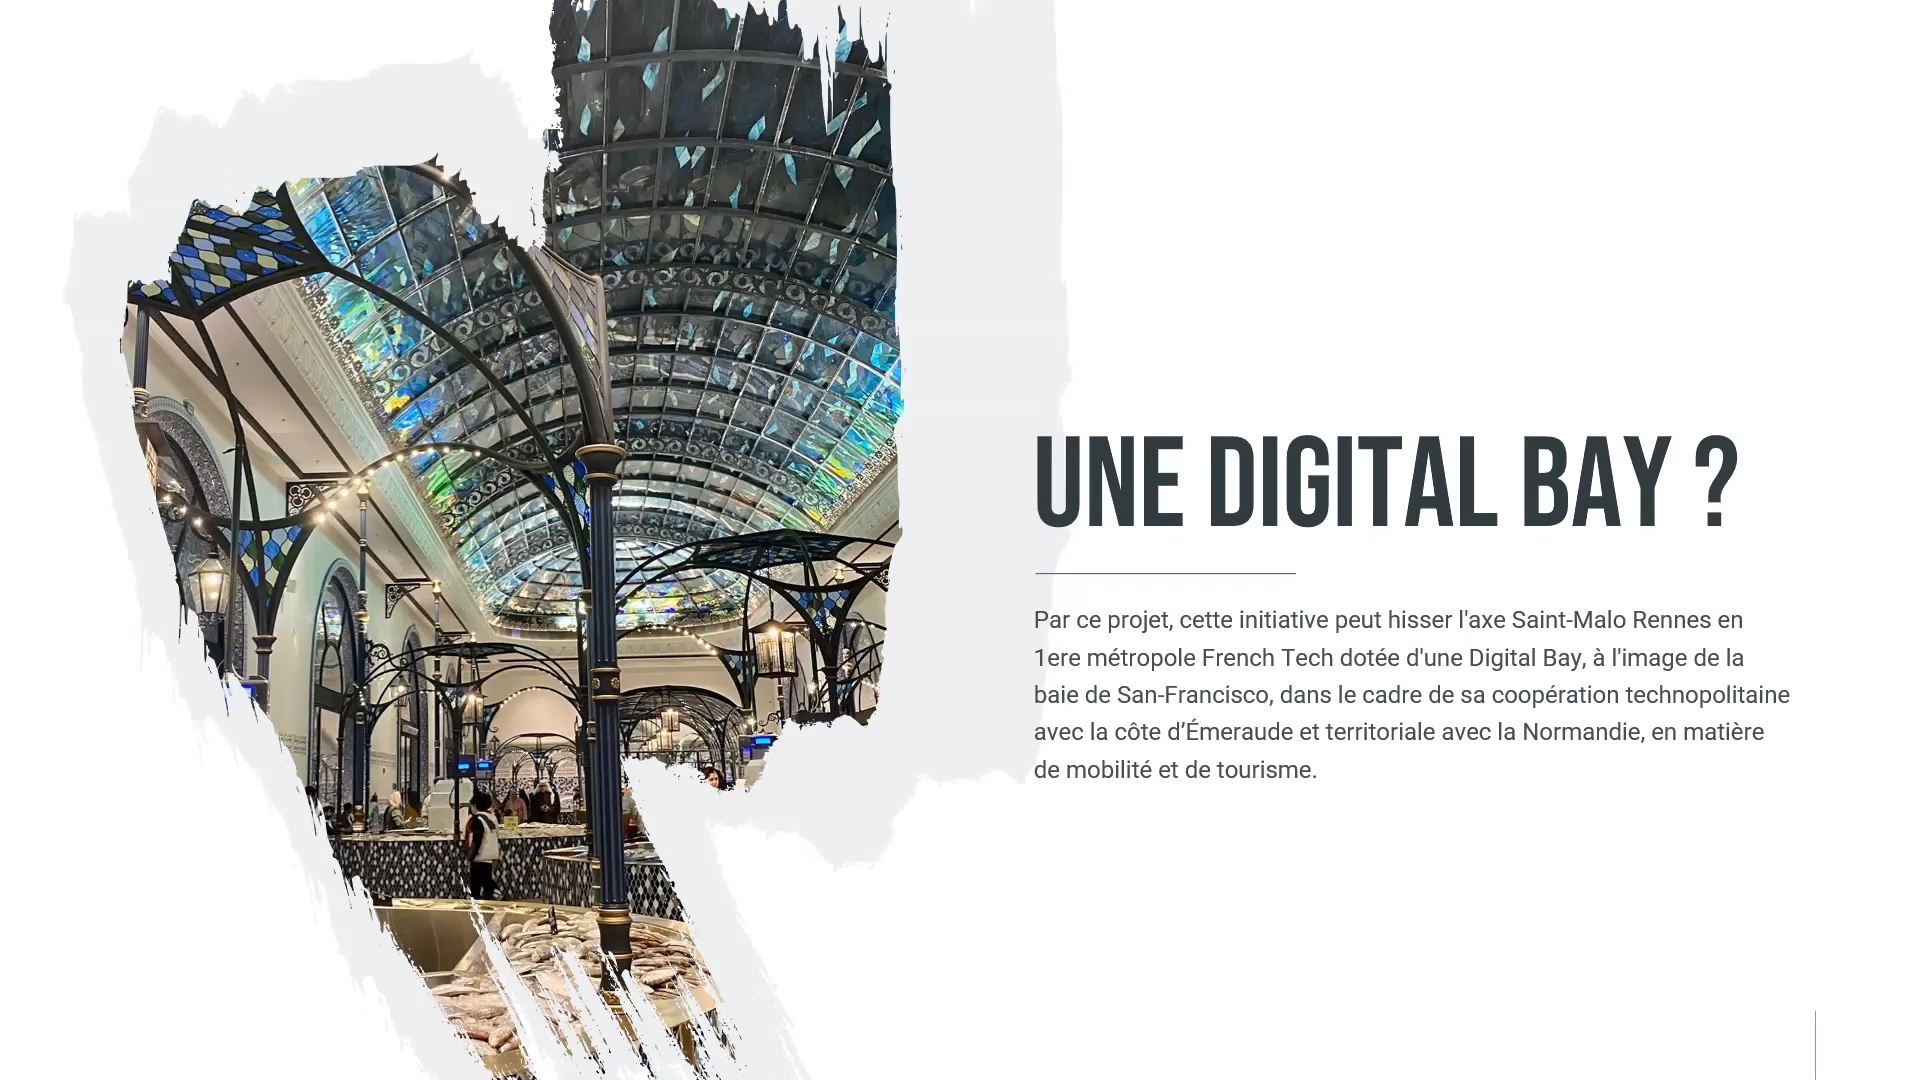 UNE DIGITAL BAY ?
Par ce projet, cette initiative peut hisser l'axe Saint-Malo Rennes en
1ere métropole French Tech dotée d'une Digital Bay, à l'image de la
baie de San-Francisco, dans le cadre de sa coopération technopolitaine
avec la côte d’Émeraude et territoriale avec la Normandie, en matière
de mobilité et de tourisme.